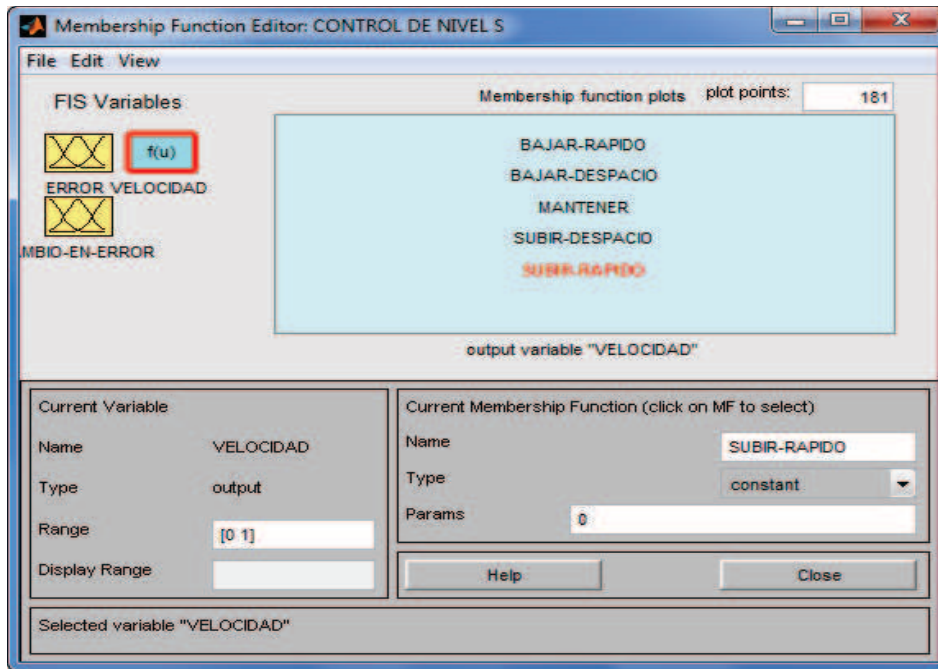 Membership Function Editor: CONTROL DE NIVEL S
File Edit View
FIS Variables
Membership function plots
plot points:
181
f(u)
ERROR VELOCIDAD
MBIO-EN-ERROR
BAJAR-RAPIDO
BAJAR-DESPACIO
MANTENER
SUBIR-DESPACIO
SUBIR-RAPIDO
output variable "VELOCIDAD"
Current Variable
Name VELOCIDAD
Type output
Range [0 1]
Display Range
Current Membership Function (click on MF to select)
Name SUBIR-RAPIDO
Type constant
Params 0
Help Close
Selected variable "VELOCIDAD"